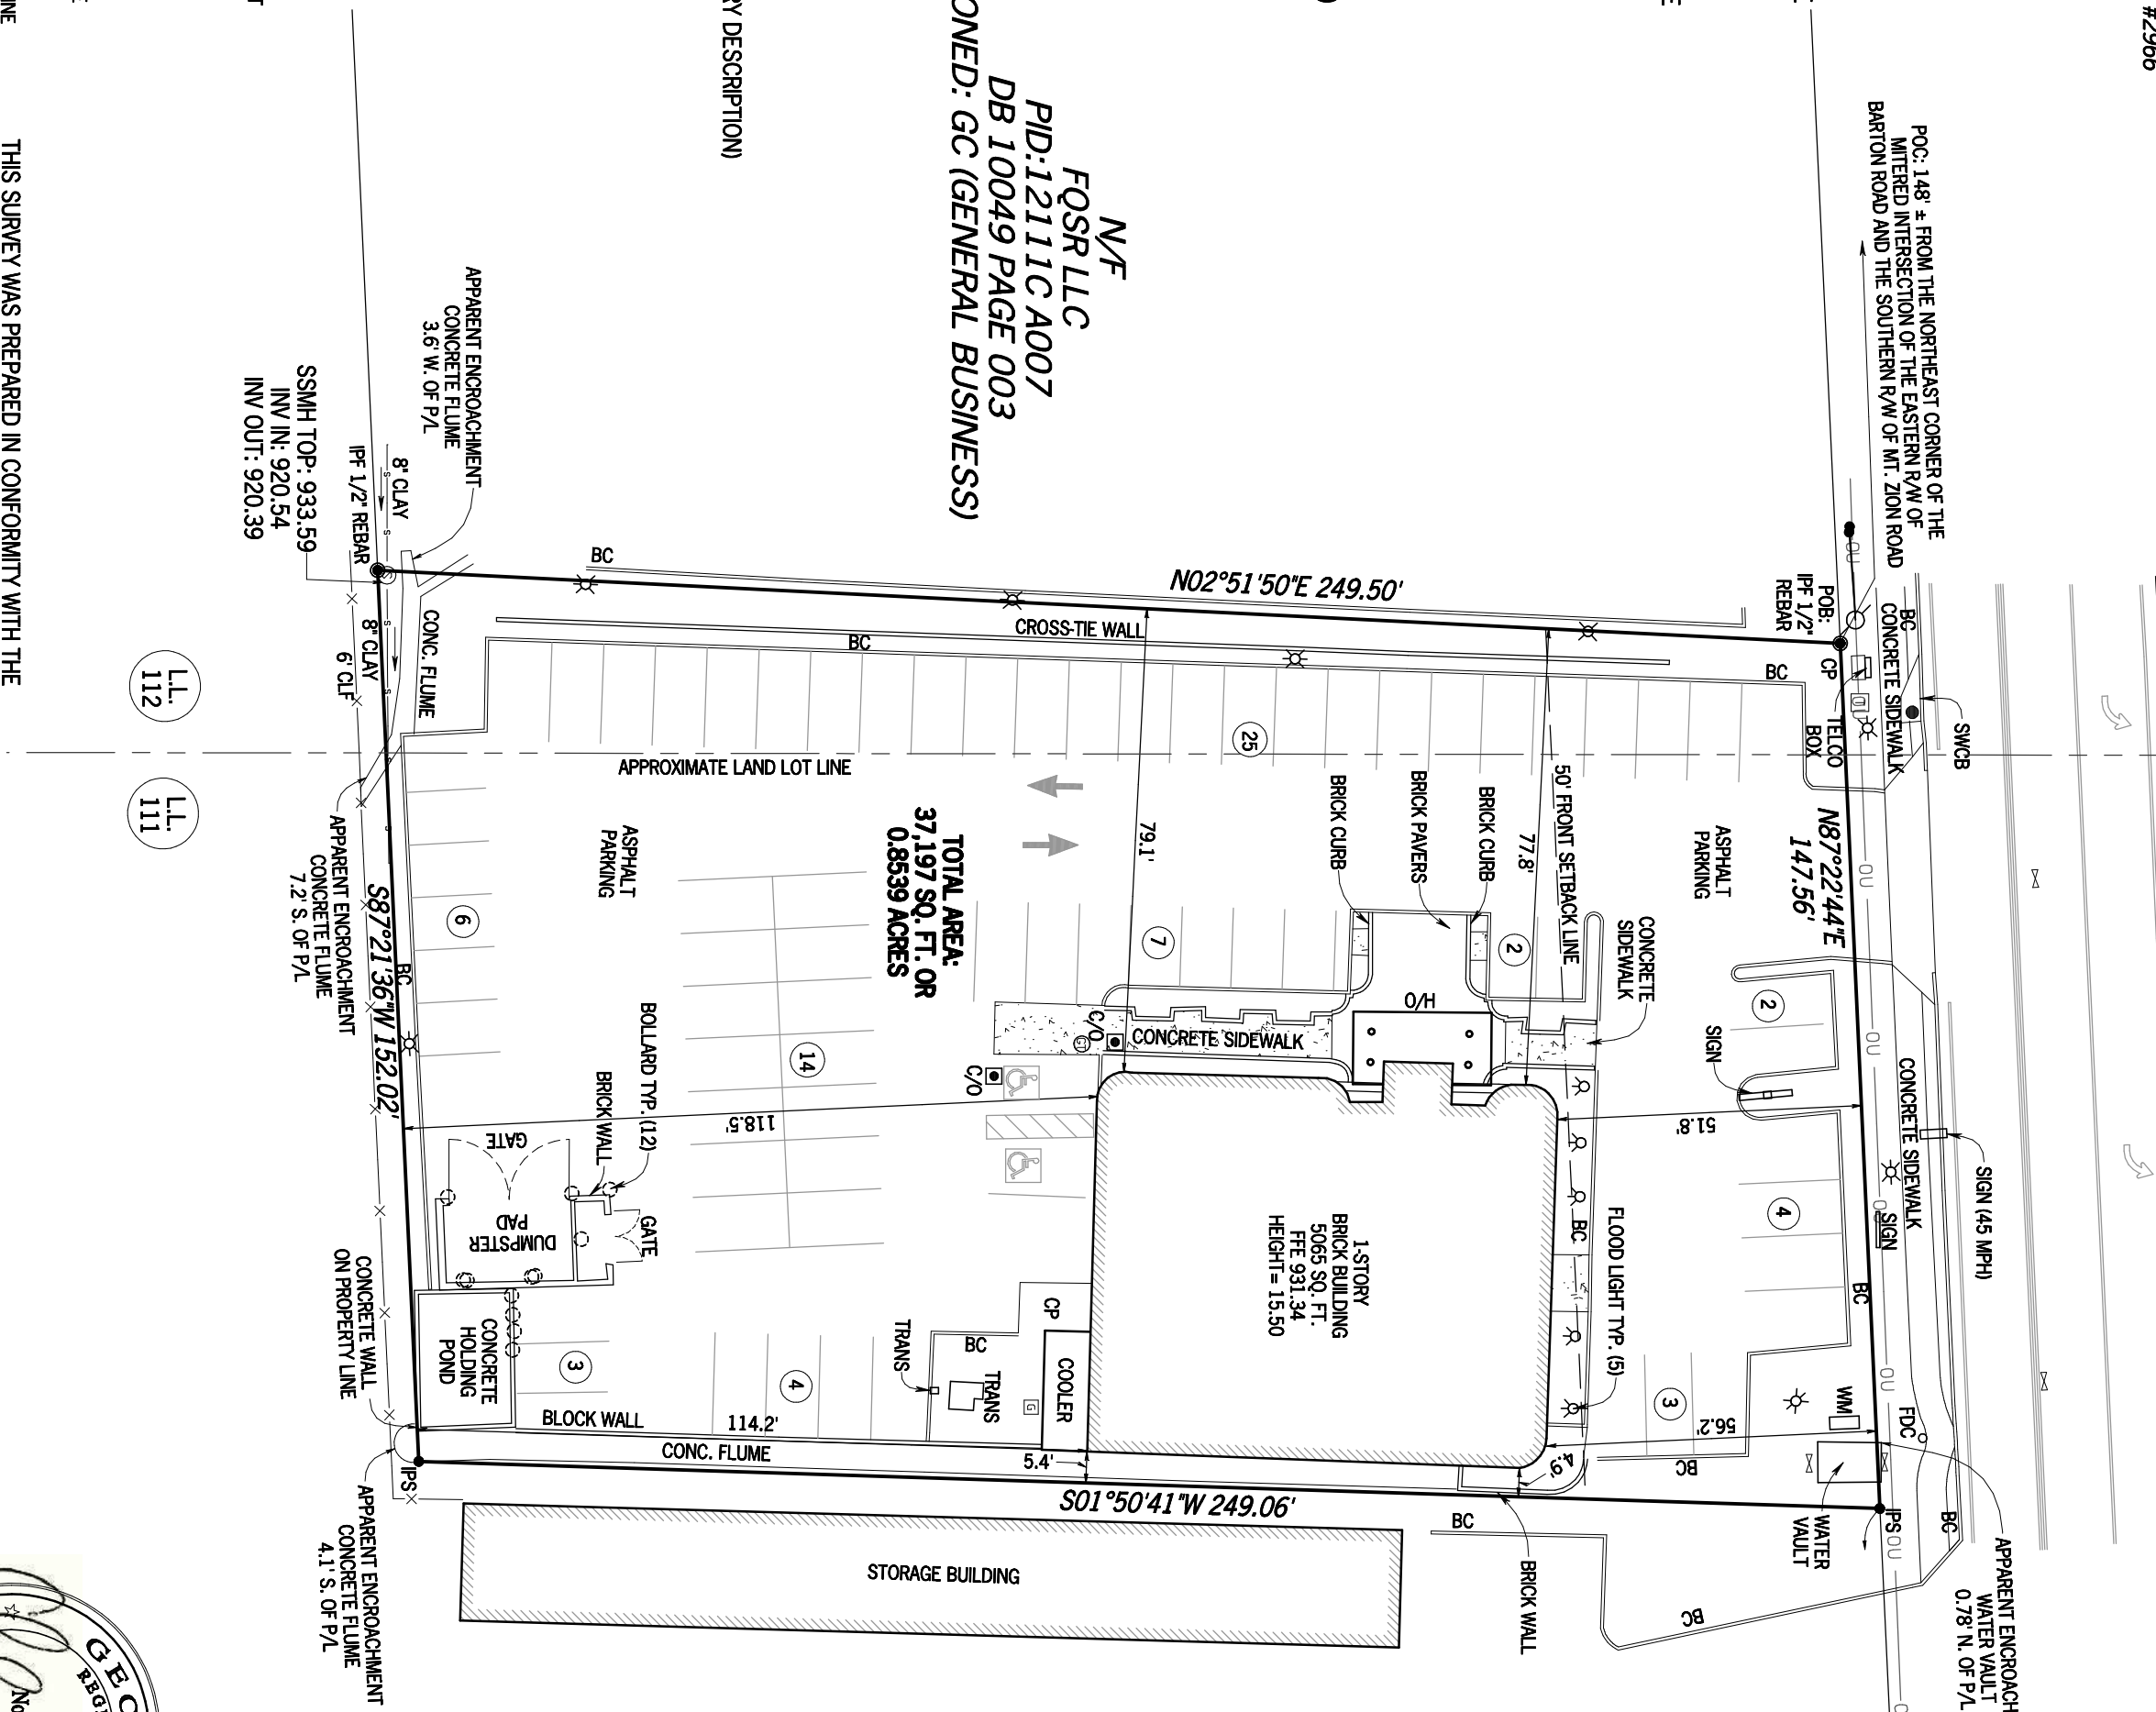 #2966
POC: 148' ± FROM THE NORTHEAST CORNER OF THE
MITERED INTERSECTION OF THE EASTERN R/W OF
BARTON ROAD AND THE SOUTHERN R/W OF MT. ZION ROAD
N/F
FQSR LLC
PID:12111C A007
DB 10049 PAGE 003
ONED: GC (GENERAL BUSINESS)
RY DESCRIPTION)
THIS SURVEY WAS PREPARED IN CONFORMITY WITH THE
APPARENT ENCROACHMENT
CONCRETE FLUME
3.6' W. OF P/L
SSMH TOP: 933.59
INV IN: 920.54
INV OUT: 920.39
8" CLAY
IPF 1/2" REBAR
8" CLAY
6' CLF
CONC. FLUME
BC
N02°51'50"E 249.50'
CROSS-TIE WALL
BC
BC
POB:
IPF 1/2"
REBAR
CP
TELCO
BOX
BC
CONCRETE SIDEWALK
SWCB
OU
OU
OU
OU
OU
OU
OU
N87°22'44"E
147.56'
L.L.
112
L.L.
111
APPROXIMATE LAND LOT LINE
25
50' FRONT SETBACK LINE
77.8'
79.1'
BRICK CURB
BRICK PAVERS
BRICK CURB
ASPHALT
PARKING
ASPHALT
PARKING
TOTAL AREA:
37,197 SQ. FT. OR
0.8539 ACRES
6
7
2
2
14
CONCRETE
SIDEWALK
H/O
CONCRETE SIDEWALK
C/O
GT
C/O
SIGN
CONCRETE SIDEWALK
SIGN
SIGN (45 MPH)
APPARENT ENCROACHMENT
CONCRETE FLUME
7.2' S. OF P/L
S87°21'36"W 152.02'
BC
BOLLARD TYP. (12)
BRICK WALL
GATE
DUMPSTER
PAD
GATE
118.5'
51.8'
4
1-STORY
BRICK BUILDING
5065 SQ. FT.
FFE 931.34
HEIGHT= 15.50
BC
FLOOD LIGHT TYP. (5)
BC
CONCRETE WALL
ON PROPERTY LINE
CONCRETE
HOLDING
POND
3
4
TRANS
BC
CP
TRANS
G
COOLER
3
56.2'
BC
WM
FDC
BLOCK WALL
114.2'
CONC. FLUME
5.4'
4.9'
IPS
S01°50'41"W 249.06'
BC
BRICK WALL
WATER
VAULT
IPS
BC
BC
APPARENT ENCROACH
WATER VAULT
0.78' N. OF P/L
STORAGE BUILDING
APPARENT ENCROACHMENT
CONCRETE FLUME
4.1' S. OF P/L
GEO
REGI
No